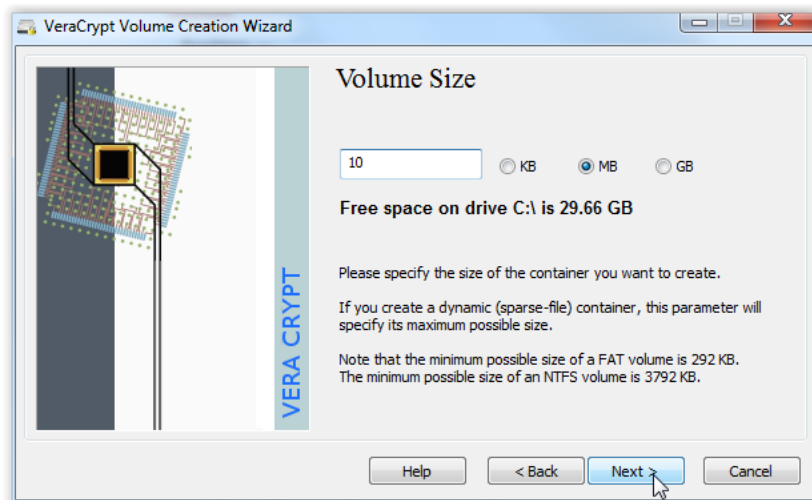 VeraCrypt Volume Creation Wizard
Volume Size
10 KB MB GB
Free space on drive C:\ is 29.66 GB
Please specify the size of the container you want to create.
If you create a dynamic (sparse-file) container, this parameter will
specify its maximum possible size.
Note that the minimum possible size of a FAT volume is 292 KB.
The minimum possible size of an NTFS volume is 3792 KB.
VERA CRYPT
Help < Back Next > Cancel